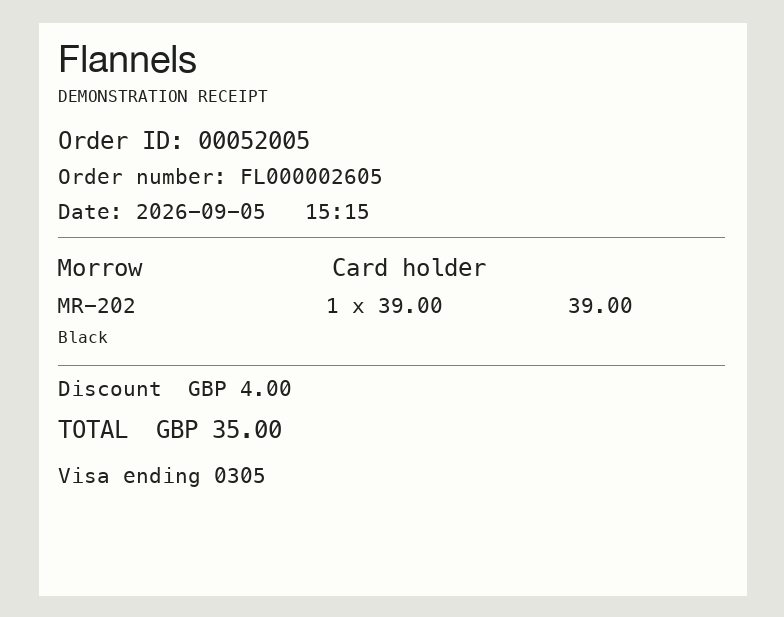 Flannels
DEMONSTRATION RECEIPT
Order ID: 00052005
Order number: FL000002605
Date: 2026-09-05 15:15
Morrow Card holder
MR-202 1 x 39.00 39.00
Black
Discount GBP 4.00
TOTAL GBP 35.00
Visa ending 0305